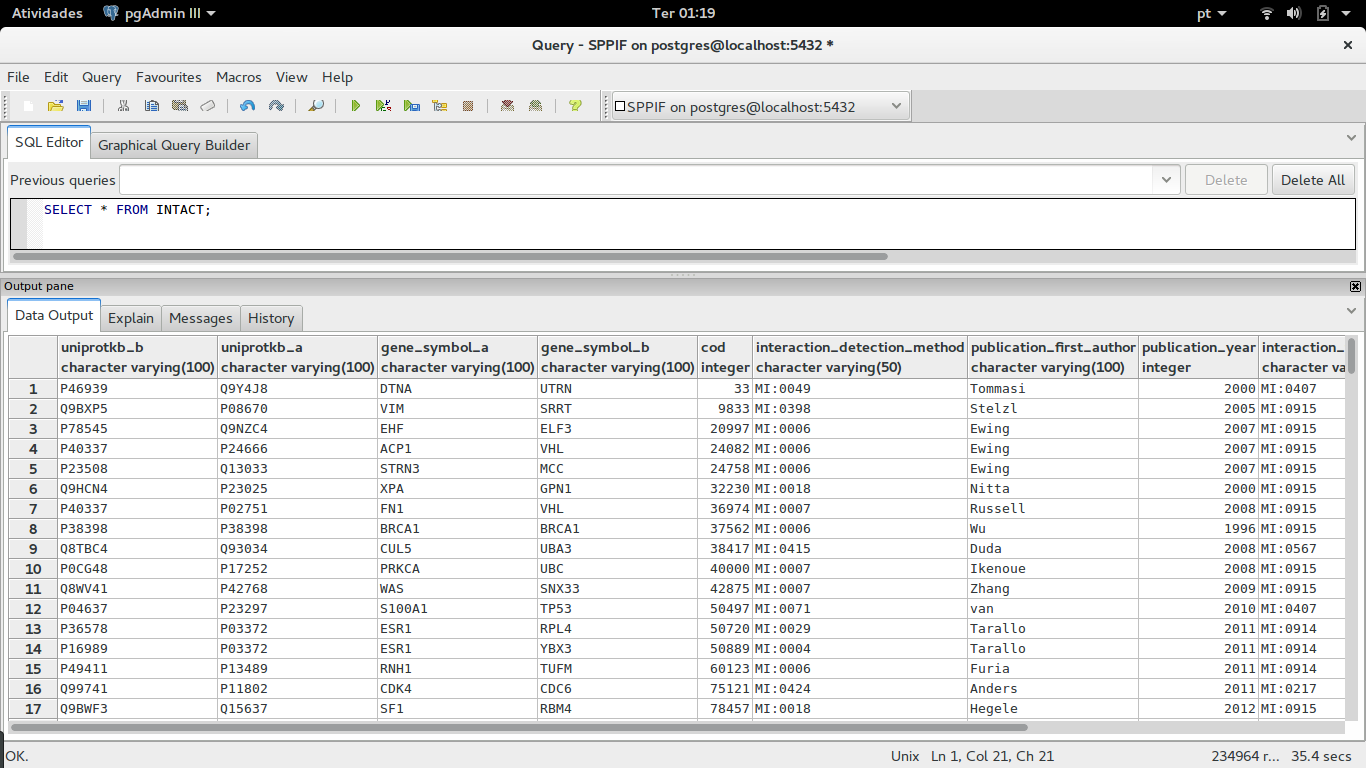 Atividades pgAdmin III Ter 01:19 pt
Query - SPPIF on postgres@localhost:5432 *
File Edit Query Favourites Macros View Help
SPPIF on postgres@localhost:5432
SQL Editor Graphical Query Builder
Previous queries Delete Delete All
SELECT * FROM INTACT;
Output pane
Data Output Explain Messages History
uniprotkb_b uniprotkb_a gene_symbol_a gene_symbol_b cod interaction_detection_method publication_first_author publication_year interaction_
character varying(100) character varying(100) character varying(100) character varying(100) integer character varying(50) character varying(100) integer character va
1 P46939 Q9Y4J8 DTNA UTRN 33 MI:0049 Tommasi 2000 MI:0407
2 Q9BXP5 P08670 VIM SRRT 9833 MI:0398 Stelzl 2005 MI:0915
3 P78545 Q9NZC4 EHF ELF3 20997 MI:0006 Ewing 2007 MI:0915
4 P40337 P24666 ACP1 VHL 24082 MI:0006 Ewing 2007 MI:0915
5 P23508 Q13033 STRN3 MCC 24758 MI:0006 Ewing 2007 MI:0915
6 Q9HCN4 P23025 XPA GPN1 32230 MI:0018 Nitta 2000 MI:0915
7 P40337 P02751 FN1 VHL 36974 MI:0007 Russell 2008 MI:0915
8 P38398 P38398 BRCA1 BRCA1 37562 MI:0006 Wu 1996 MI:0915
9 Q8TBC4 Q93034 CUL5 UBA3 38417 MI:0415 Duda 2008 MI:0567
10 P0CG48 P17252 PRKCA UBC 40000 MI:0007 Ikenoue 2008 MI:0915
11 Q8WV41 P42768 WAS SNX33 42875 MI:0007 Zhang 2009 MI:0915
12 P04637 P23297 S100A1 TP53 50497 MI:0071 van 2010 MI:0407
13 P36578 P03372 ESR1 RPL4 50720 MI:0029 Tarallo 2011 MI:0914
14 P16989 P03372 ESR1 YBX3 50889 MI:0004 Tarallo 2011 MI:0914
15 P49411 P13489 RNH1 TUFM 60123 MI:0006 Furia 2011 MI:0914
16 Q99741 P11802 CDK4 CDC6 75121 MI:0424 Anders 2011 MI:0217
17 Q9BWF3 Q15637 SF1 RBM4 78457 MI:0018 Hegele 2012 MI:0915
OK. Unix Ln 1, Col 21, Ch 21 234964 r... 35.4 secs